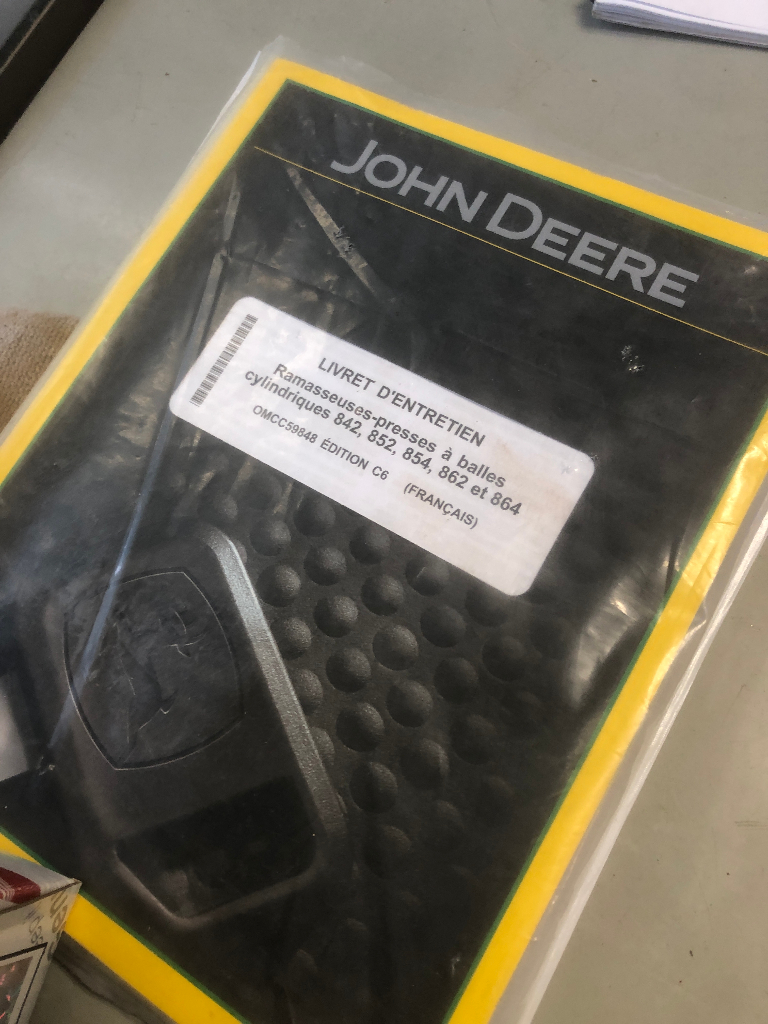 JOHN DEERE
LIVRET D'ENTRETIEN
Ramasseuses-presses à balles
cylindriques 842, 852, 854, 862 et 864
OMCC59848 ÉDITION C6 (FRANÇAIS)